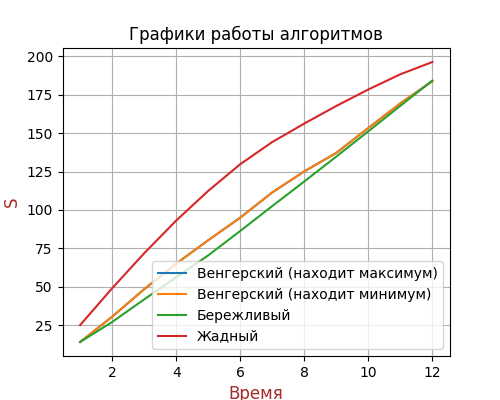 Графики работы алгоритмов
200
175
150
125
100
75
50
25
S
Венгерский (находит максимум)
Венгерский (находит минимум)
Бережливый
Жадный
2 4 6 8 10 12
Время